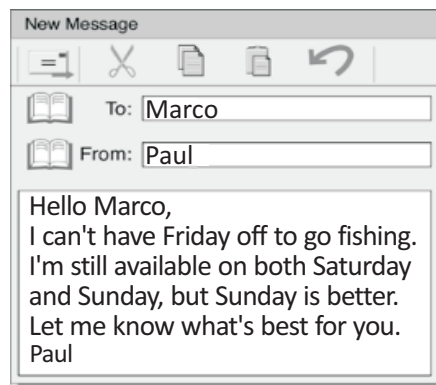 New Message
To: Marco
From: Paul
Hello Marco,
I can't have Friday off to go fishing.
I'm still available on both Saturday
and Sunday, but Sunday is better.
Let me know what's best for you.
Paul